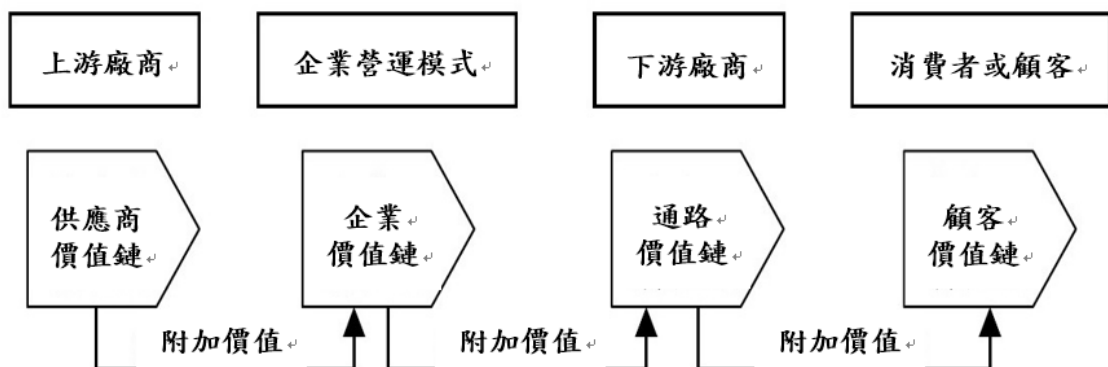 上游廠商
企業營運模式
下游廠商
消費者或顧客
供應商
價值鏈
企業
價值鏈
通路
價值鏈
顧客
價值鏈
附加價值
附加價值
附加價值